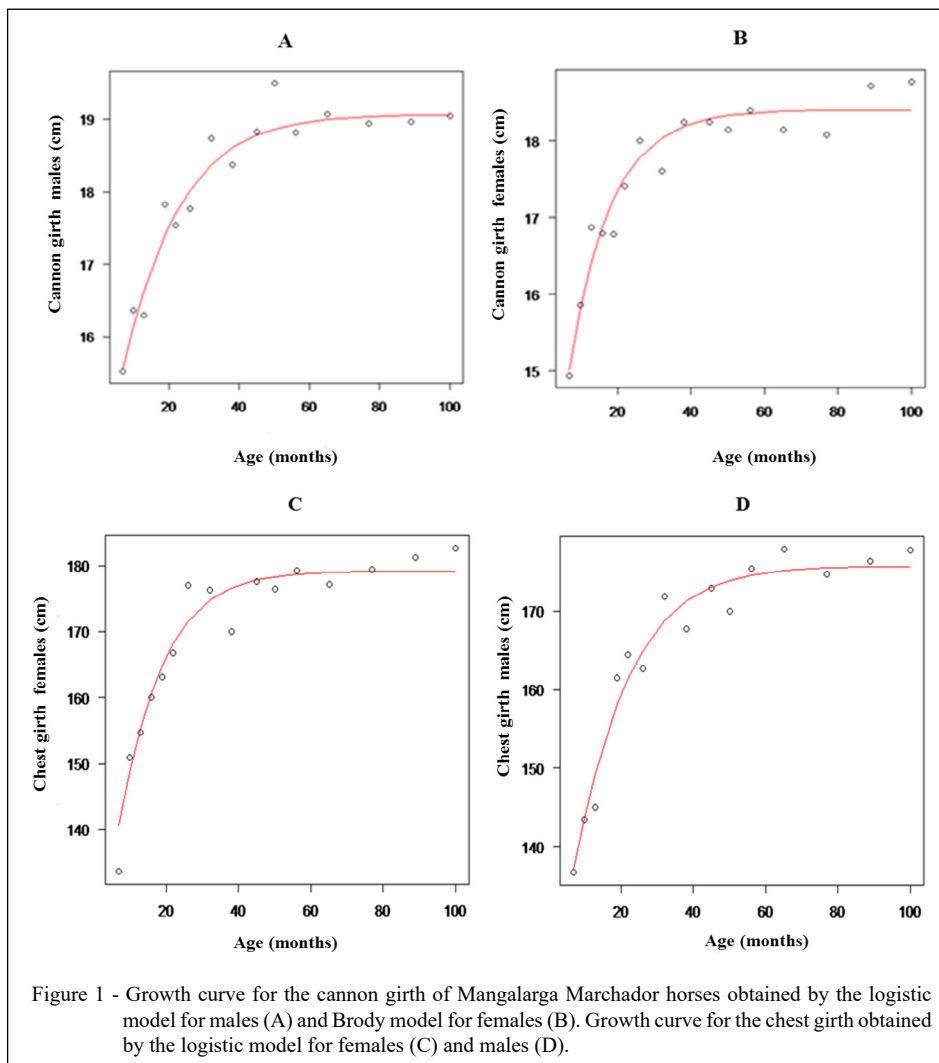 A
Cannon girth males (cm)
19
18
17
16
20 40 60 80 100
Age (months)
B
Cannon girth females (cm)
18
17
16
15
20 40 60 80 100
Age (months)
C
Chest girth females (cm)
180
170
160
150
140
20 40 60 80 100
Age (months)
D
Chest girth males (cm)
170
160
150
140
20 40 60 80 100
Age (months)
Figure 1 - Growth curve for the cannon girth of Mangalarga Marchador horses obtained by the logistic
model for males (A) and Brody model for females (B). Growth curve for the chest girth obtained
by the logistic model for females (C) and males (D).